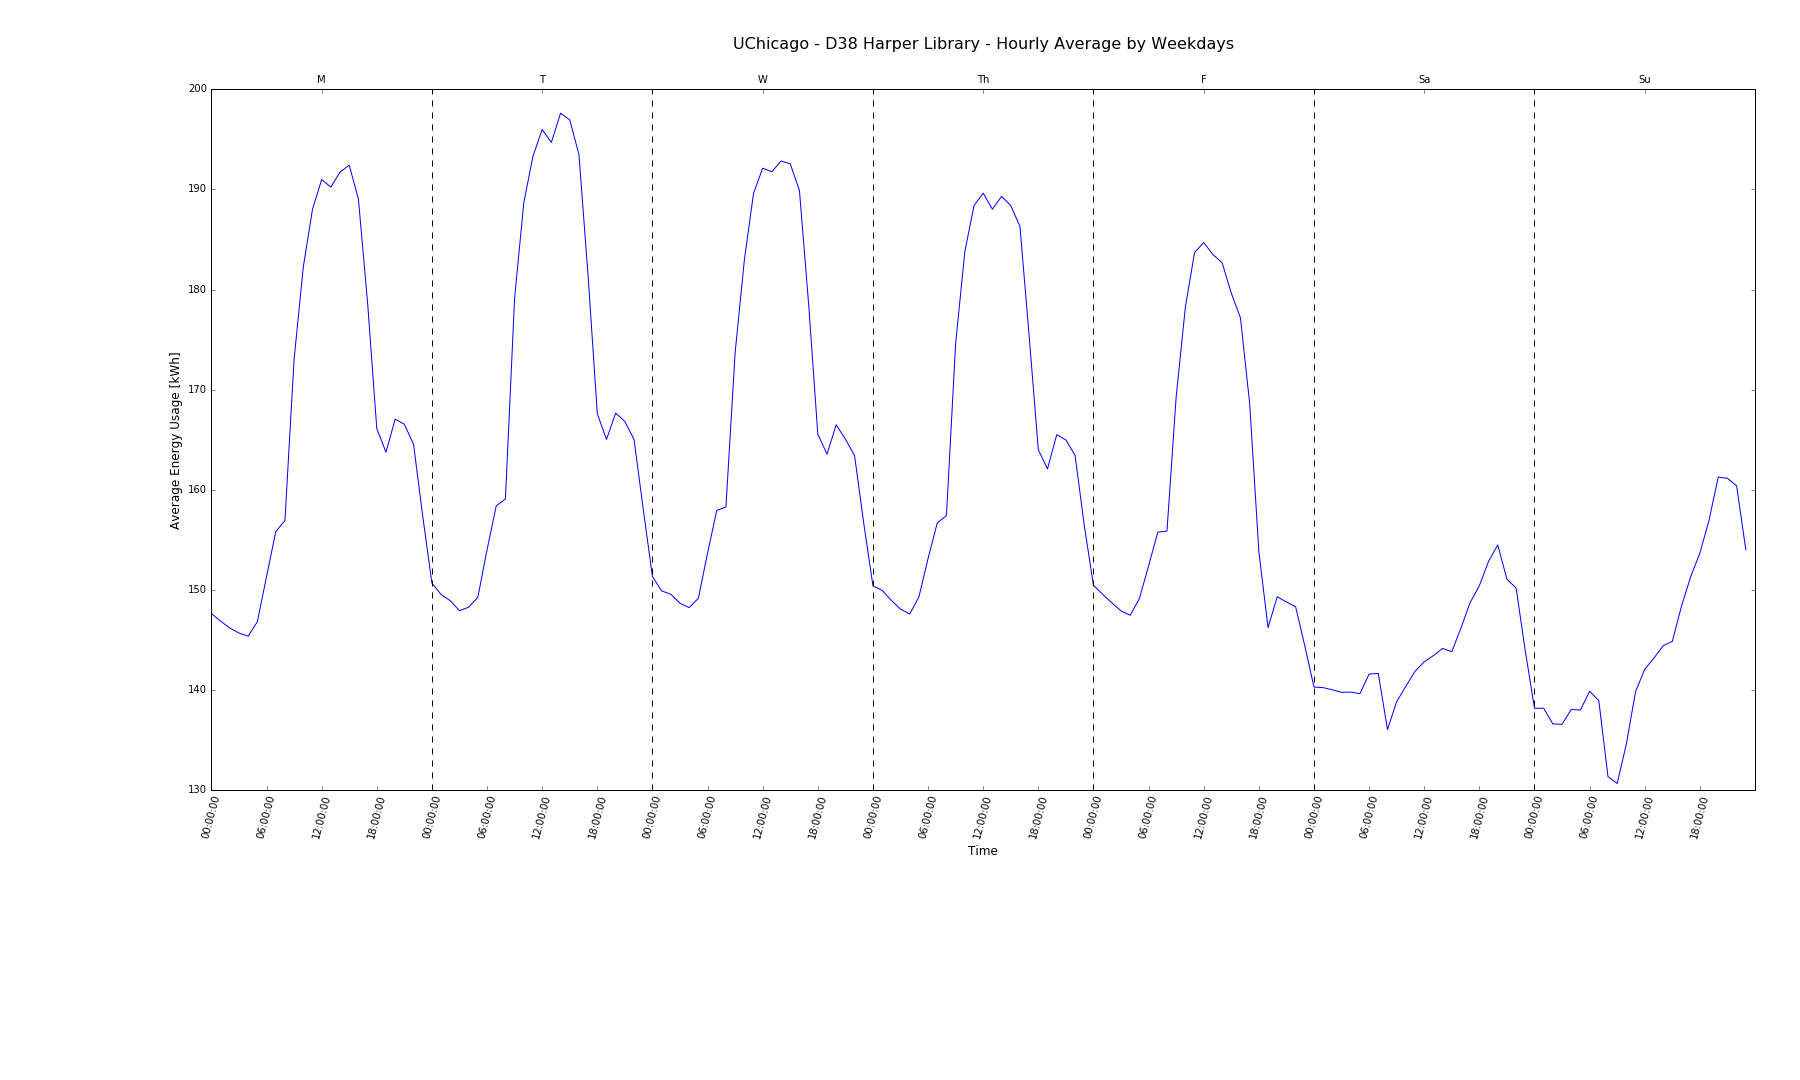 UChicago - D38 Harper Library - Hourly Average by Weekdays
M T W Th F Sa Su
200
190
180
170
160
150
140
130
Average Energy Usage [kWh]
00:00:00 06:00:00 12:00:00 18:00:00 00:00:00 06:00:00 12:00:00 18:00:00 00:00:00 06:00:00 12:00:00 18:00:00 00:00:00 06:00:00 12:00:00 18:00:00 00:00:00 06:00:00 12:00:00 18:00:00 00:00:00 06:00:00 12:00:00 18:00:00 00:00:00 06:00:00 12:00:00 18:00:00
Time